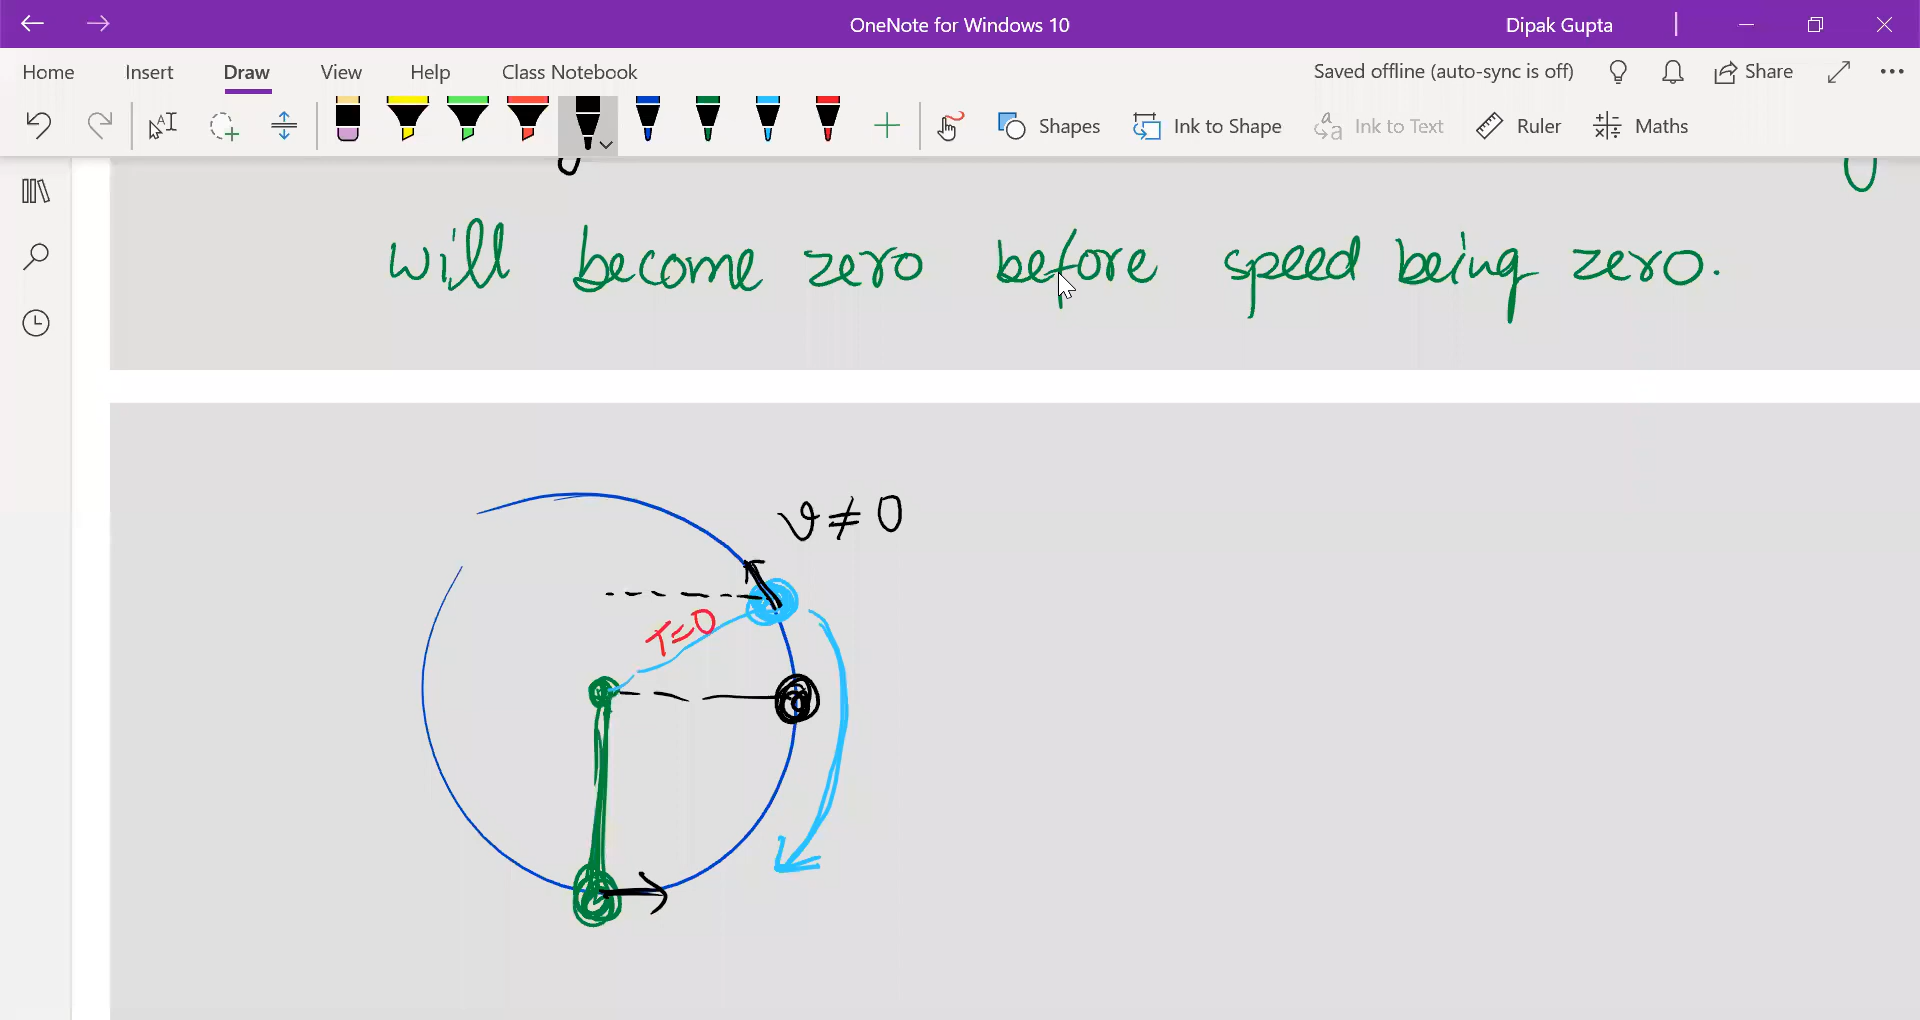 OneNote for Windows 10
Dipak Gupta
Home Insert Draw View Help Class Notebook
Saved offline (auto-sync is off) Share
Shapes Ink to Shape Ink to Text Ruler Maths
will become zero before speed being zero.
v ≠ 0
T=0